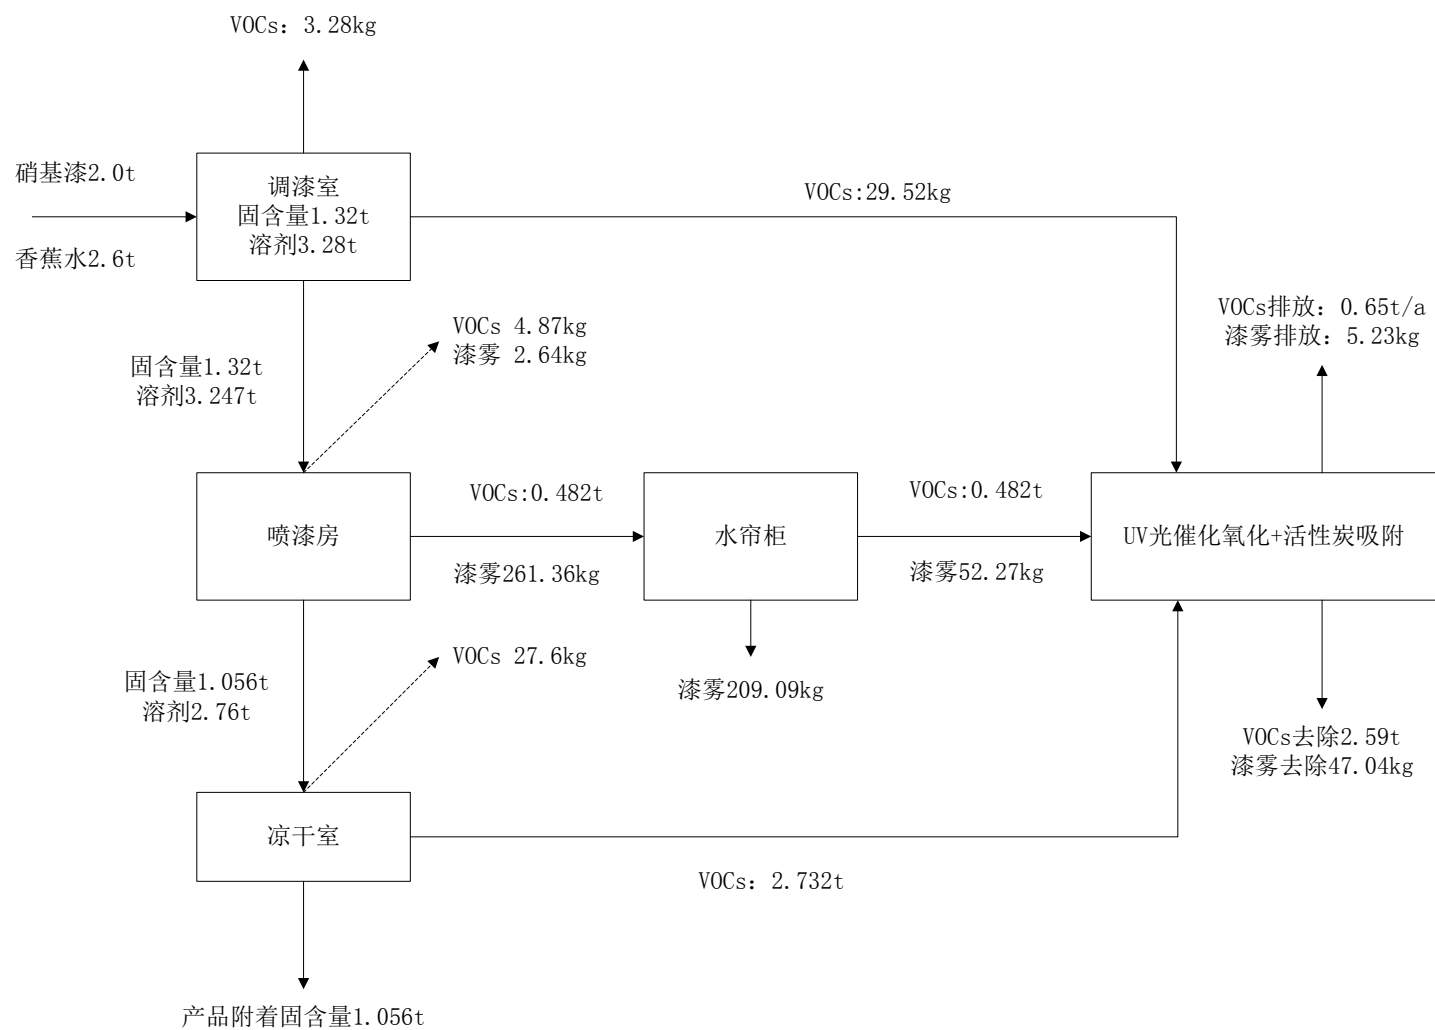 VOCs：3.28kg
硝基漆2.0t
香蕉水2.6t
调漆室
固含量1.32t
溶剂3.28t
VOCs:29.52kg
固含量1.32t
溶剂3.247t
VOCs 4.87kg
漆雾 2.64kg
VOCs排放：0.65t/a
漆雾排放：5.23kg
喷漆房
VOCs:0.482t
漆雾261.36kg
水帘柜
VOCs:0.482t
漆雾52.27kg
UV光催化氧化+活性炭吸附
固含量1.056t
溶剂2.76t
VOCs 27.6kg
漆雾209.09kg
VOCs去除2.59t
漆雾去除47.04kg
凉干室
VOCs：2.732t
产品附着固含量1.056t